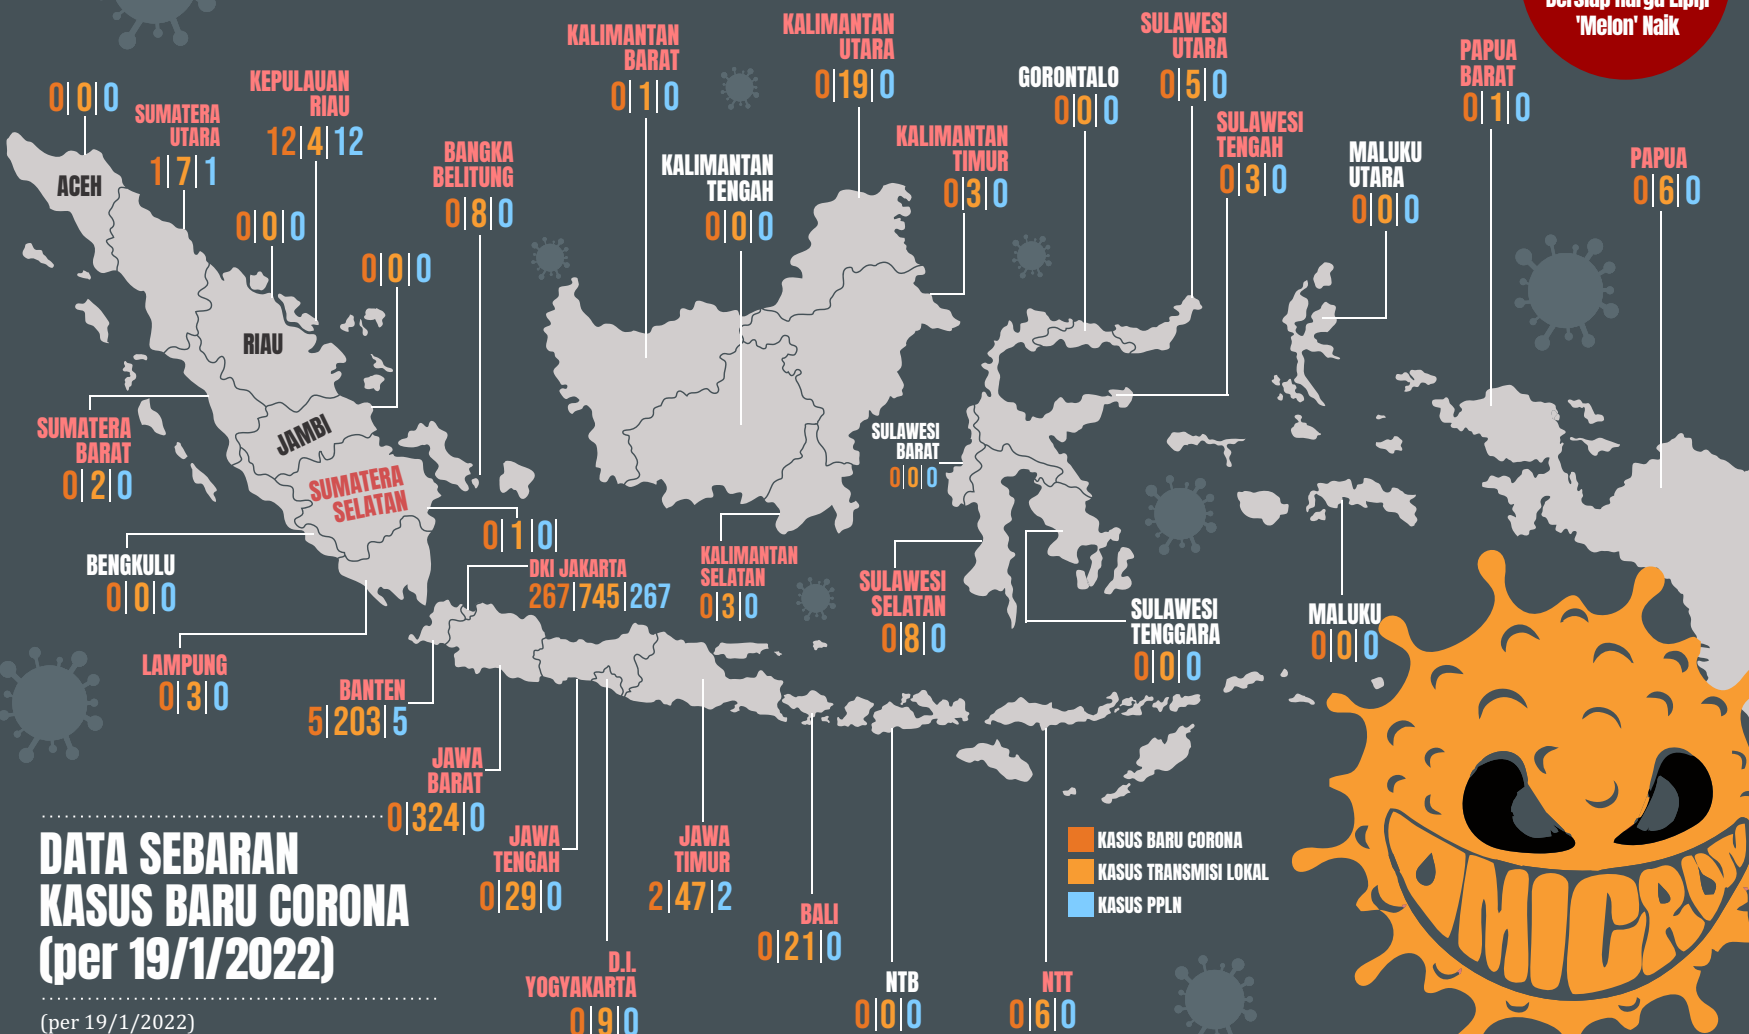 Bersiap Harga Elpiji
'Melon' Naik
0|0|0
ACEH
SUMATERA
UTARA
1|7|1
KEPULAUAN
RIAU
12|4|12
0|0|0
RIAU
0|0|0
JAMBI
BANGKA
BELITUNG
0|8|0
KALIMANTAN
BARAT
0|1|0
KALIMANTAN
TENGAH
0|0|0
KALIMANTAN
UTARA
0|19|0
KALIMANTAN
TIMUR
0|3|0
GORONTALO
0|0|0
SULAWESI
UTARA
0|5|0
SULAWESI
TENGAH
0|3|0
MALUKU
UTARA
0|0|0
PAPUA
BARAT
0|1|0
PAPUA
0|6|0
SUMATERA
BARAT
0|2|0
SUMATERA
SELATAN
0|1|0|
BENGKULU
0|0|0
LAMPUNG
0|3|0
DKI JAKARTA
267|745|267
KALIMANTAN
SELATAN
0|3|0
SULAWESI
BARAT
0|0|0
SULAWESI
SELATAN
0|8|0
SULAWESI
TENGGARA
0|0|0
MALUKU
0|0|0
BANTEN
5|203|5
JAWA
BARAT
0|324|0
JAWA
TENGAH
0|29|0
JAWA
TIMUR
2|47|2
BALI
0|21|0
D.I.
YOGYAKARTA
0|9|0
NTB
0|0|0
NTT
0|6|0
KASUS BARU CORONA
KASUS TRANSMISI LOKAL
KASUS PPLN
OMICRON
DATA SEBARAN
KASUS BARU CORONA
(per 19/1/2022)
(per 19/1/2022)